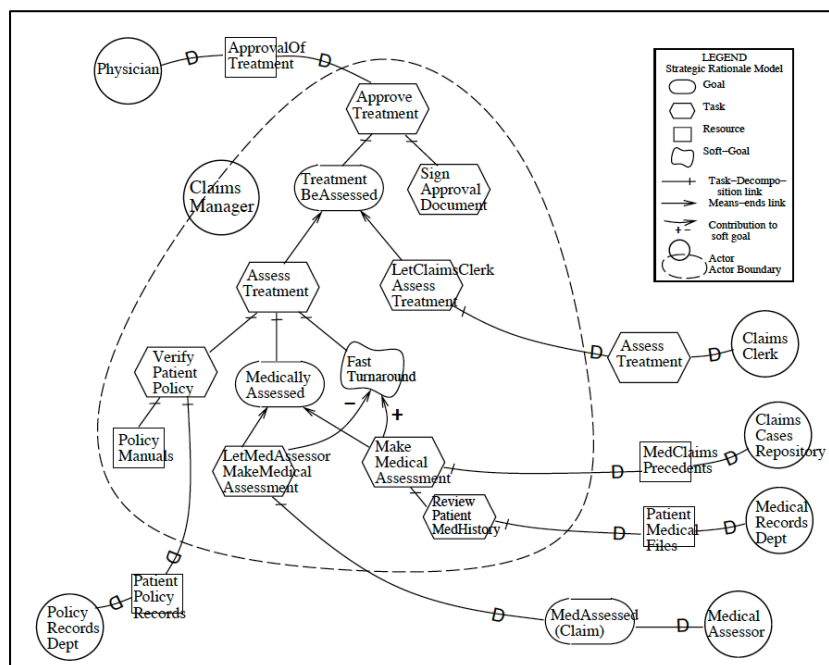 Physician
D
ApprovalOf
Treatment
D
Approve
Treatment
Claims
Manager
Treatment
BeAssessed
Sign
Approval
Document
Assess
Treatment
LetClaimsClerk
Assess
Treatment
Verify
Patient
Policy
Medically
Assessed
Fast
Turnaround
–
+
D
Assess
Treatment
D
Claims
Clerk
Policy
Manuals
LetMedAssessor
MakeMedical
Assessment
Make
Medical
Assessment
D
MedClaims
Precedents
D
Claims
Cases
Repository
Review
Patient
MedHistory
D
Patient
Medical
Files
D
Medical
Records
Dept
D
Patient
Policy
Records
D
Policy
Records
Dept
D
MedAssessed
(Claim)
D
Medical
Assessor
LEGEND
Strategic Rationale Model
Goal
Task
Resource
Soft–Goal
Task–Decompo–
sition link
Means–ends link
+ –
Contribution to
soft goal
Actor
Actor Boundary